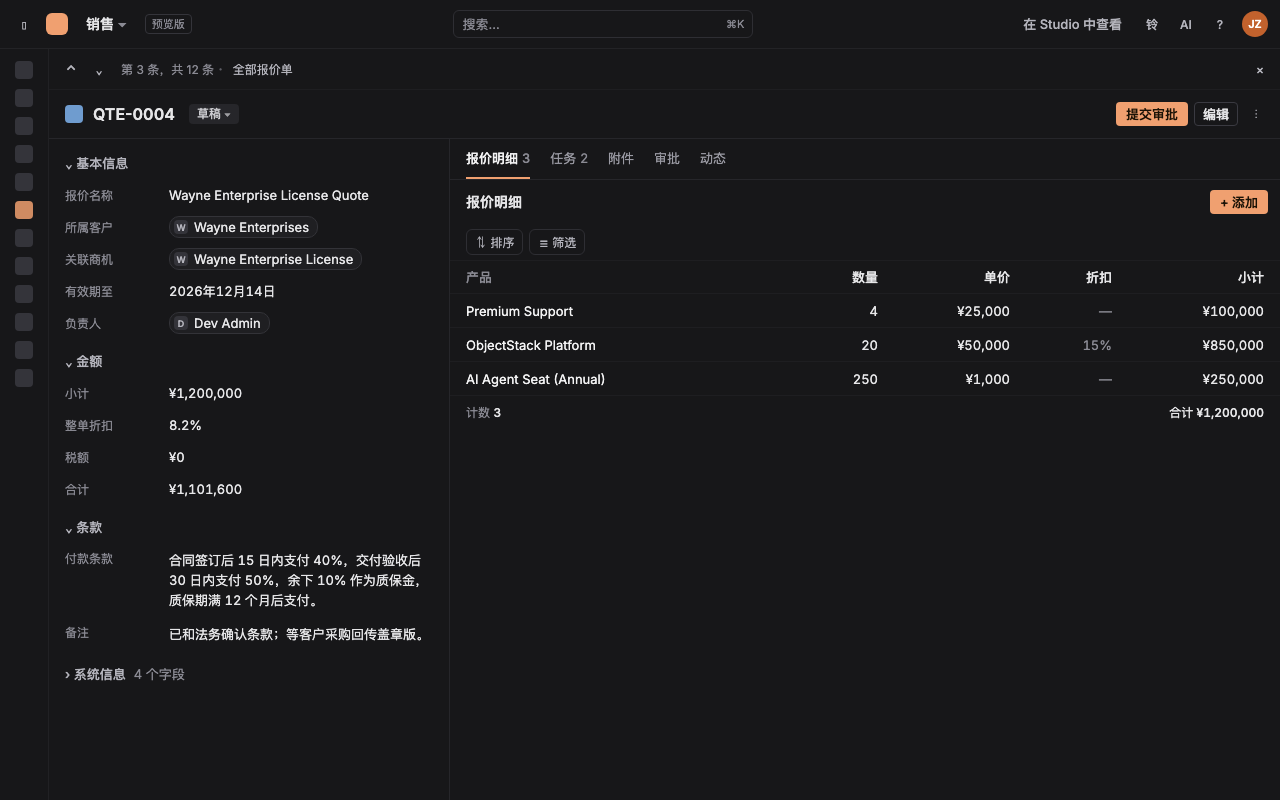 销售
预览版
搜索...
⌘K
在 Studio 中查看
铃
AI
?
JZ
第 3 条，共 12 条 ·
全部报价单
×
QTE-0004
草稿
提交审批
编辑
基本信息
报价名称 Wayne Enterprise License Quote
所属客户 W Wayne Enterprises
关联商机 W Wayne Enterprise License
有效期至 2026年12月14日
负责人 D Dev Admin
金额
小计 ¥1,200,000
整单折扣 8.2%
税额 ¥0
合计 ¥1,101,600
条款
付款条款 合同签订后 15 日内支付 40%，交付验收后
30 日内支付 50%，余下 10% 作为质保金，
质保期满 12 个月后支付。
备注 已和法务确认条款；等客户采购回传盖章版。
系统信息 4 个字段
报价明细 3 任务 2 附件 审批 动态
报价明细
+ 添加
排序 筛选
产品 数量 单价 折扣 小计
Premium Support 4 ¥25,000 — ¥100,000
ObjectStack Platform 20 ¥50,000 15% ¥850,000
AI Agent Seat (Annual) 250 ¥1,000 — ¥250,000
计数 3 合计 ¥1,200,000